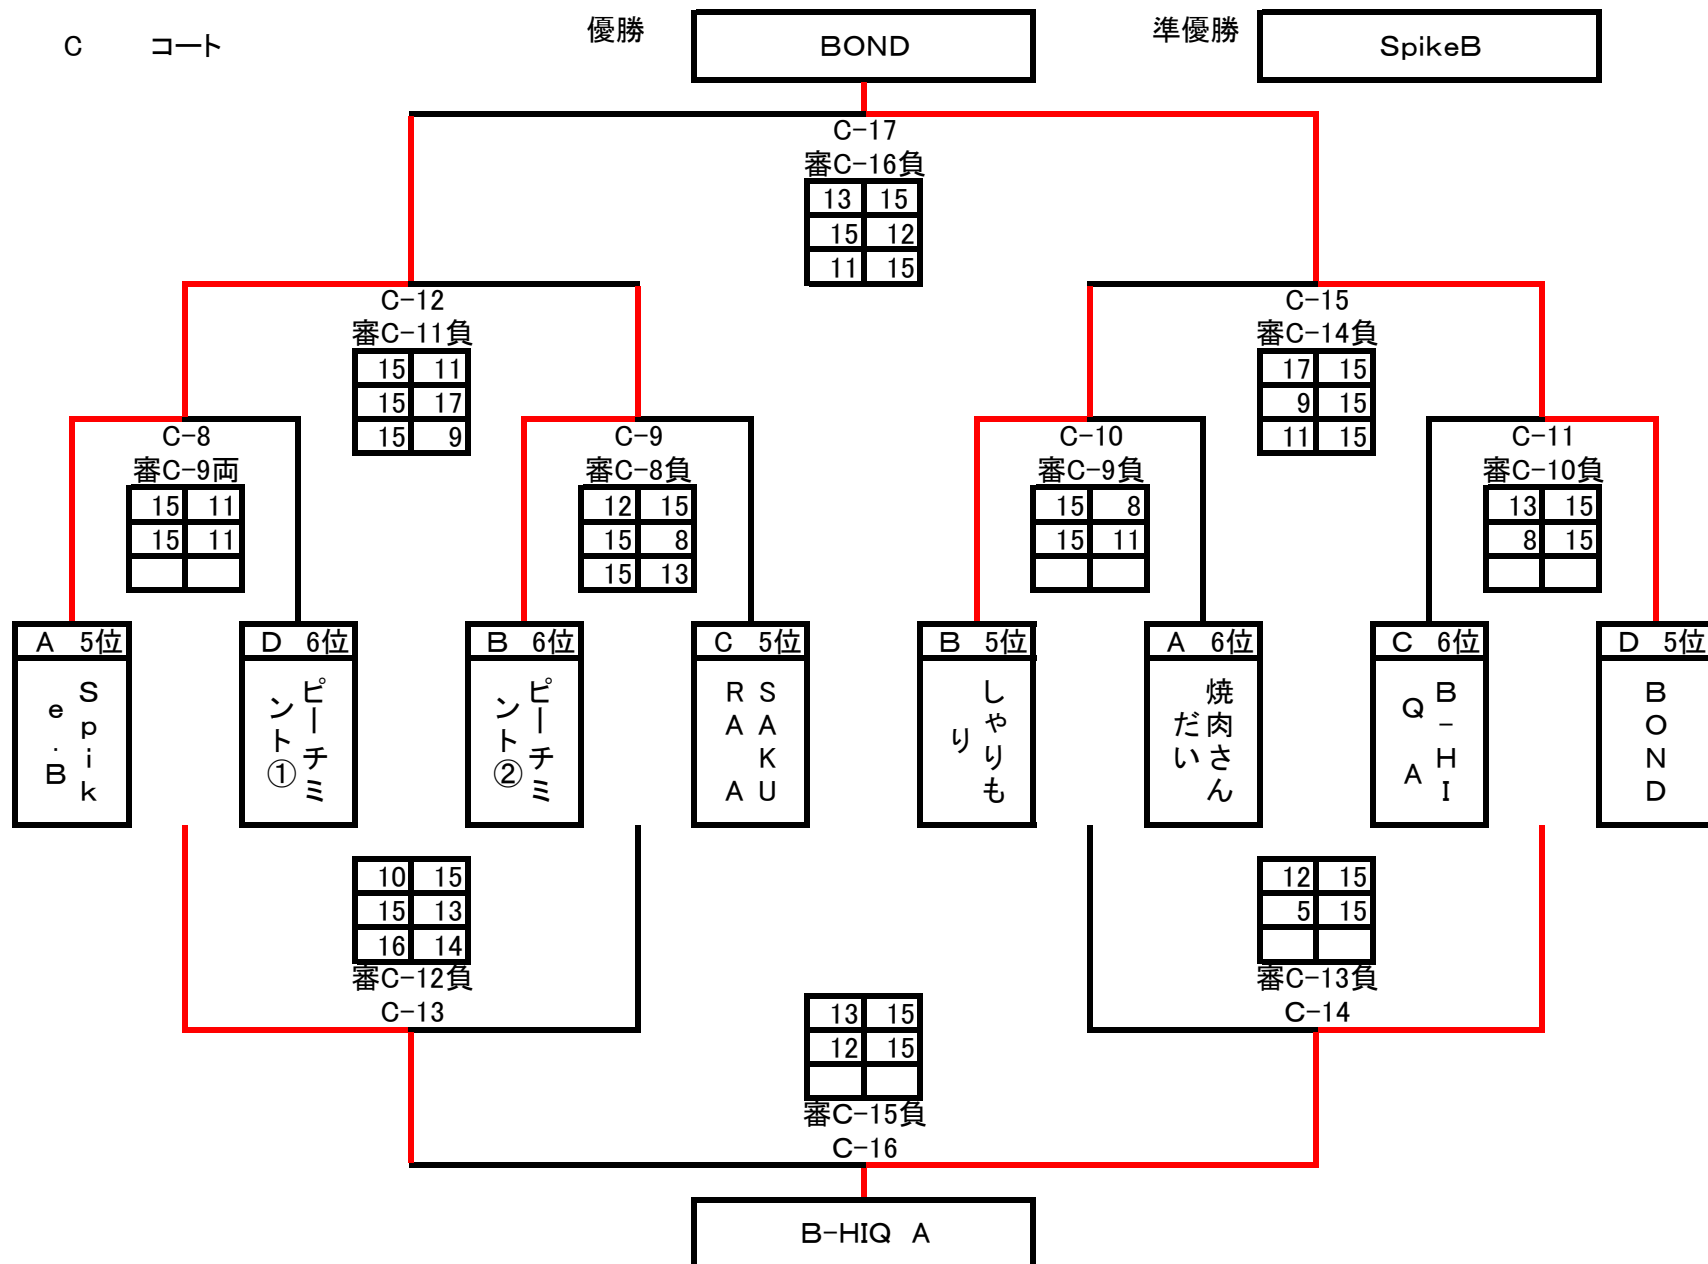 C コート
優勝
BOND
準優勝
SpikeB
C-17
審C-16負
13 15
15 12
11 15
C-12
審C-11負
15 11
15 17
15 9
C-15
審C-14負
17 15
9 15
11 15
C-8
審C-9両
15 11
15 11
C-9
審C-8負
12 15
15 8
15 13
C-10
審C-9負
15 8
15 11
C-11
審C-10負
13 15
8 15
A 5位
Spik
e.B
D 6位
ピーチミ
ント①
B 6位
ピーチミ
ント②
C 5位
SAKU
RA A
B 5位
しゃりも
り
A 6位
焼肉さん
だい
C 6位
B-HI
Q A
D 5位
BOND
10 15
15 13
16 14
審C-12負
C-13
12 15
5 15
審C-13負
C-14
13 15
12 15
審C-15負
C-16
B-HIQ A